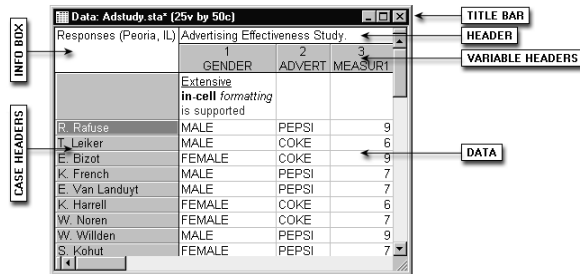 Data: Adstudy.sta* (25v by 50c)
TITLE BAR
Responses (Peoria, IL) Advertising Effectiveness Study.
HEADER
INFO BOX
1 2 3
GENDER ADVERT MEASUR1
VARIABLE HEADERS
Extensive
in-cell formatting
is supported
R. Rafuse MALE PEPSI 9
T. Leiker MALE COKE 6
E. Bizot FEMALE COKE 9
DATA
K. French MALE PEPSI 7
E. Van Landuyt MALE PEPSI 7
CASE HEADERS
K. Harrell FEMALE COKE 6
W. Noren FEMALE COKE 7
W. Willden MALE PEPSI 9
S. Kohut FEMALE PEPSI 7